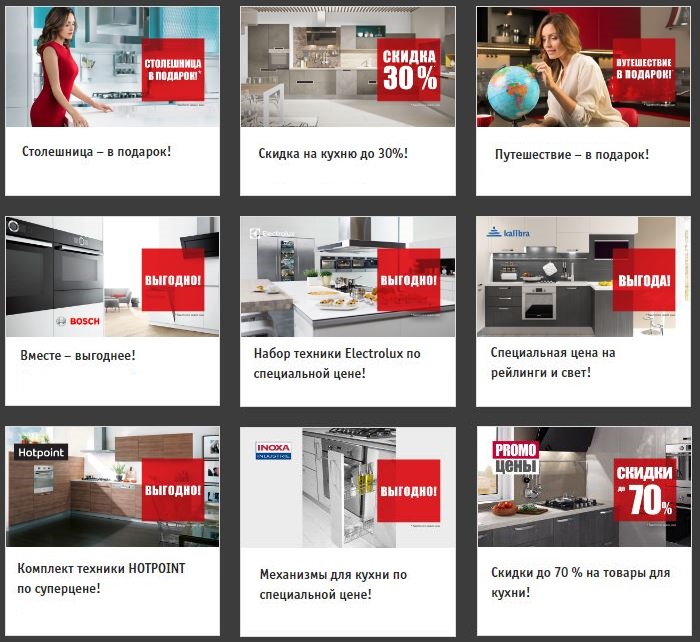 СТОЛЕШНИЦА
В ПОДАРОК!*
Столешница – в подарок!
СКИДКА
30%
Скидка на кухню до 30%!
ПУТЕШЕСТВИЕ
В ПОДАРОК!
Путешествие – в подарок!
ВЫГОДНО!
BOSCH
Вместе – выгоднее!
Electrolux
ВЫГОДНО!
Набор техники Electrolux по
специальной цене!
kalibra
ВЫГОДА!
Специальная цена на
рейлинги и свет!
Hotpoint
ВЫГОДНО!
Комплект техники HOTPOINT
по суперцене!
INOXA
INDUSTRIE
ВЫГОДНО!
Механизмы для кухни по
специальной цене!
PROMO
цены
СКИДКИ
до 70%
Скидки до 70 % на товары для
кухни!